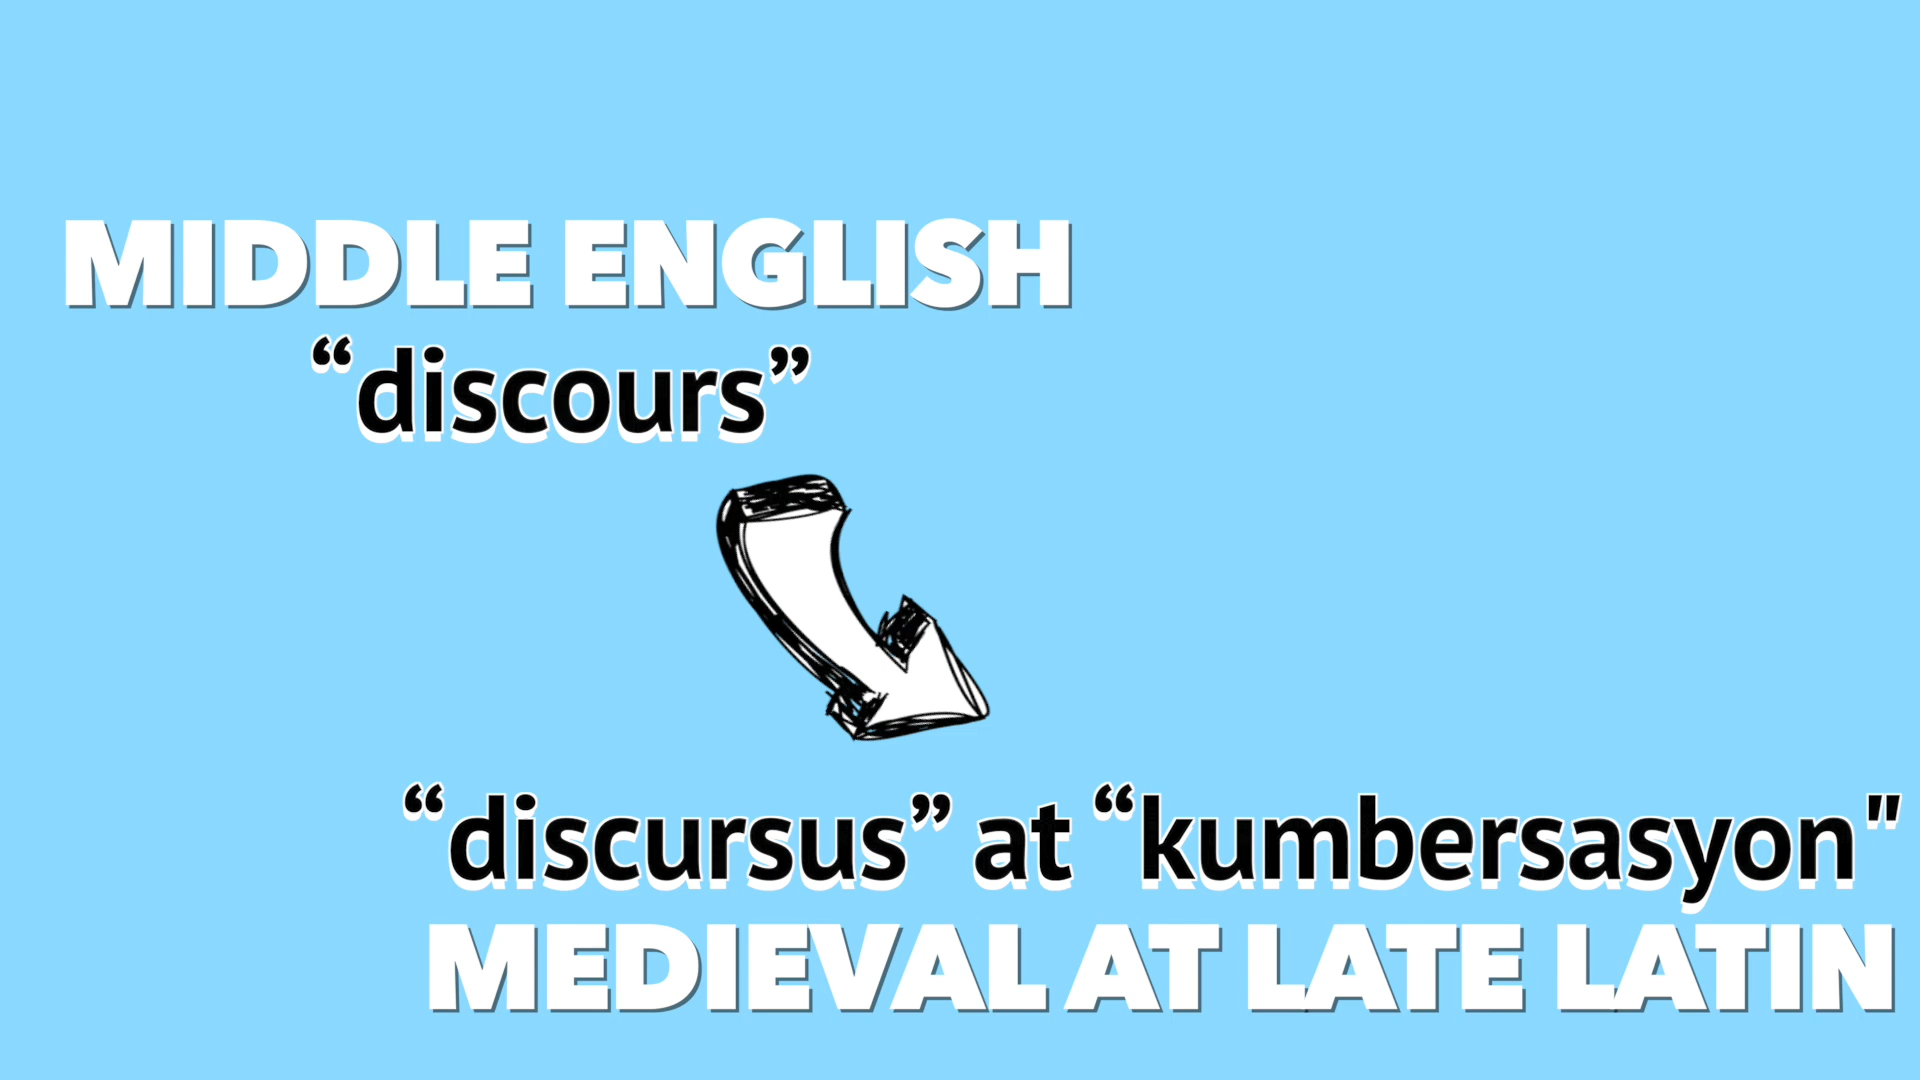 MIDDLE ENGLISH
“discours”
“discursus” at “kumbersasyon"
MEDIEVAL AT LATE LATIN